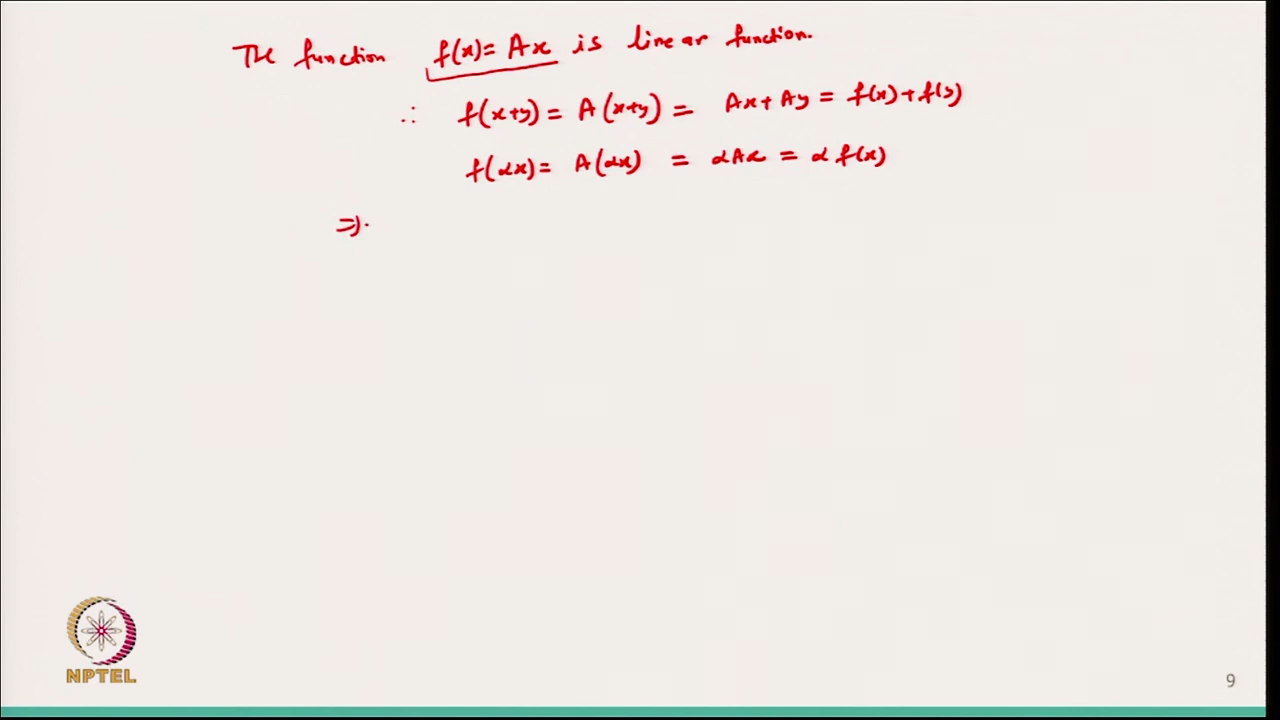 The function f(x) = Ax is linear function.
∴ f(x+y) = A(x+y) = Ax + Ay = f(x) + f(y)
f(αx) = A(αx) = αAx = α f(x)
⇒
NPTEL
9